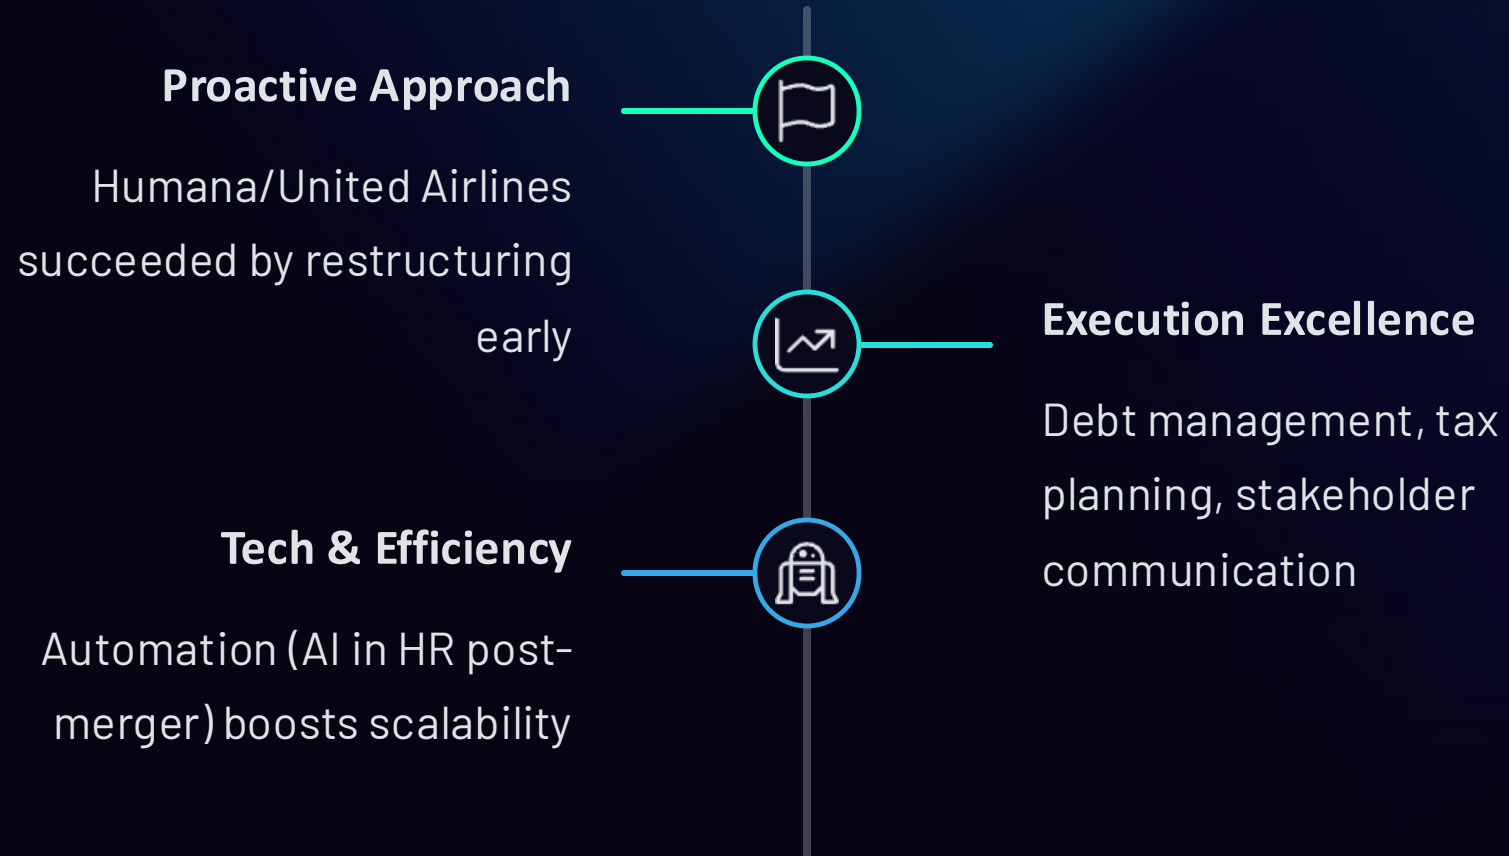 Proactive Approach
Humana/United Airlines
succeeded by restructuring
early
Execution Excellence
Debt management, tax
planning, stakeholder
communication
Tech & Efficiency
Automation (AI in HR post-
merger) boosts scalability